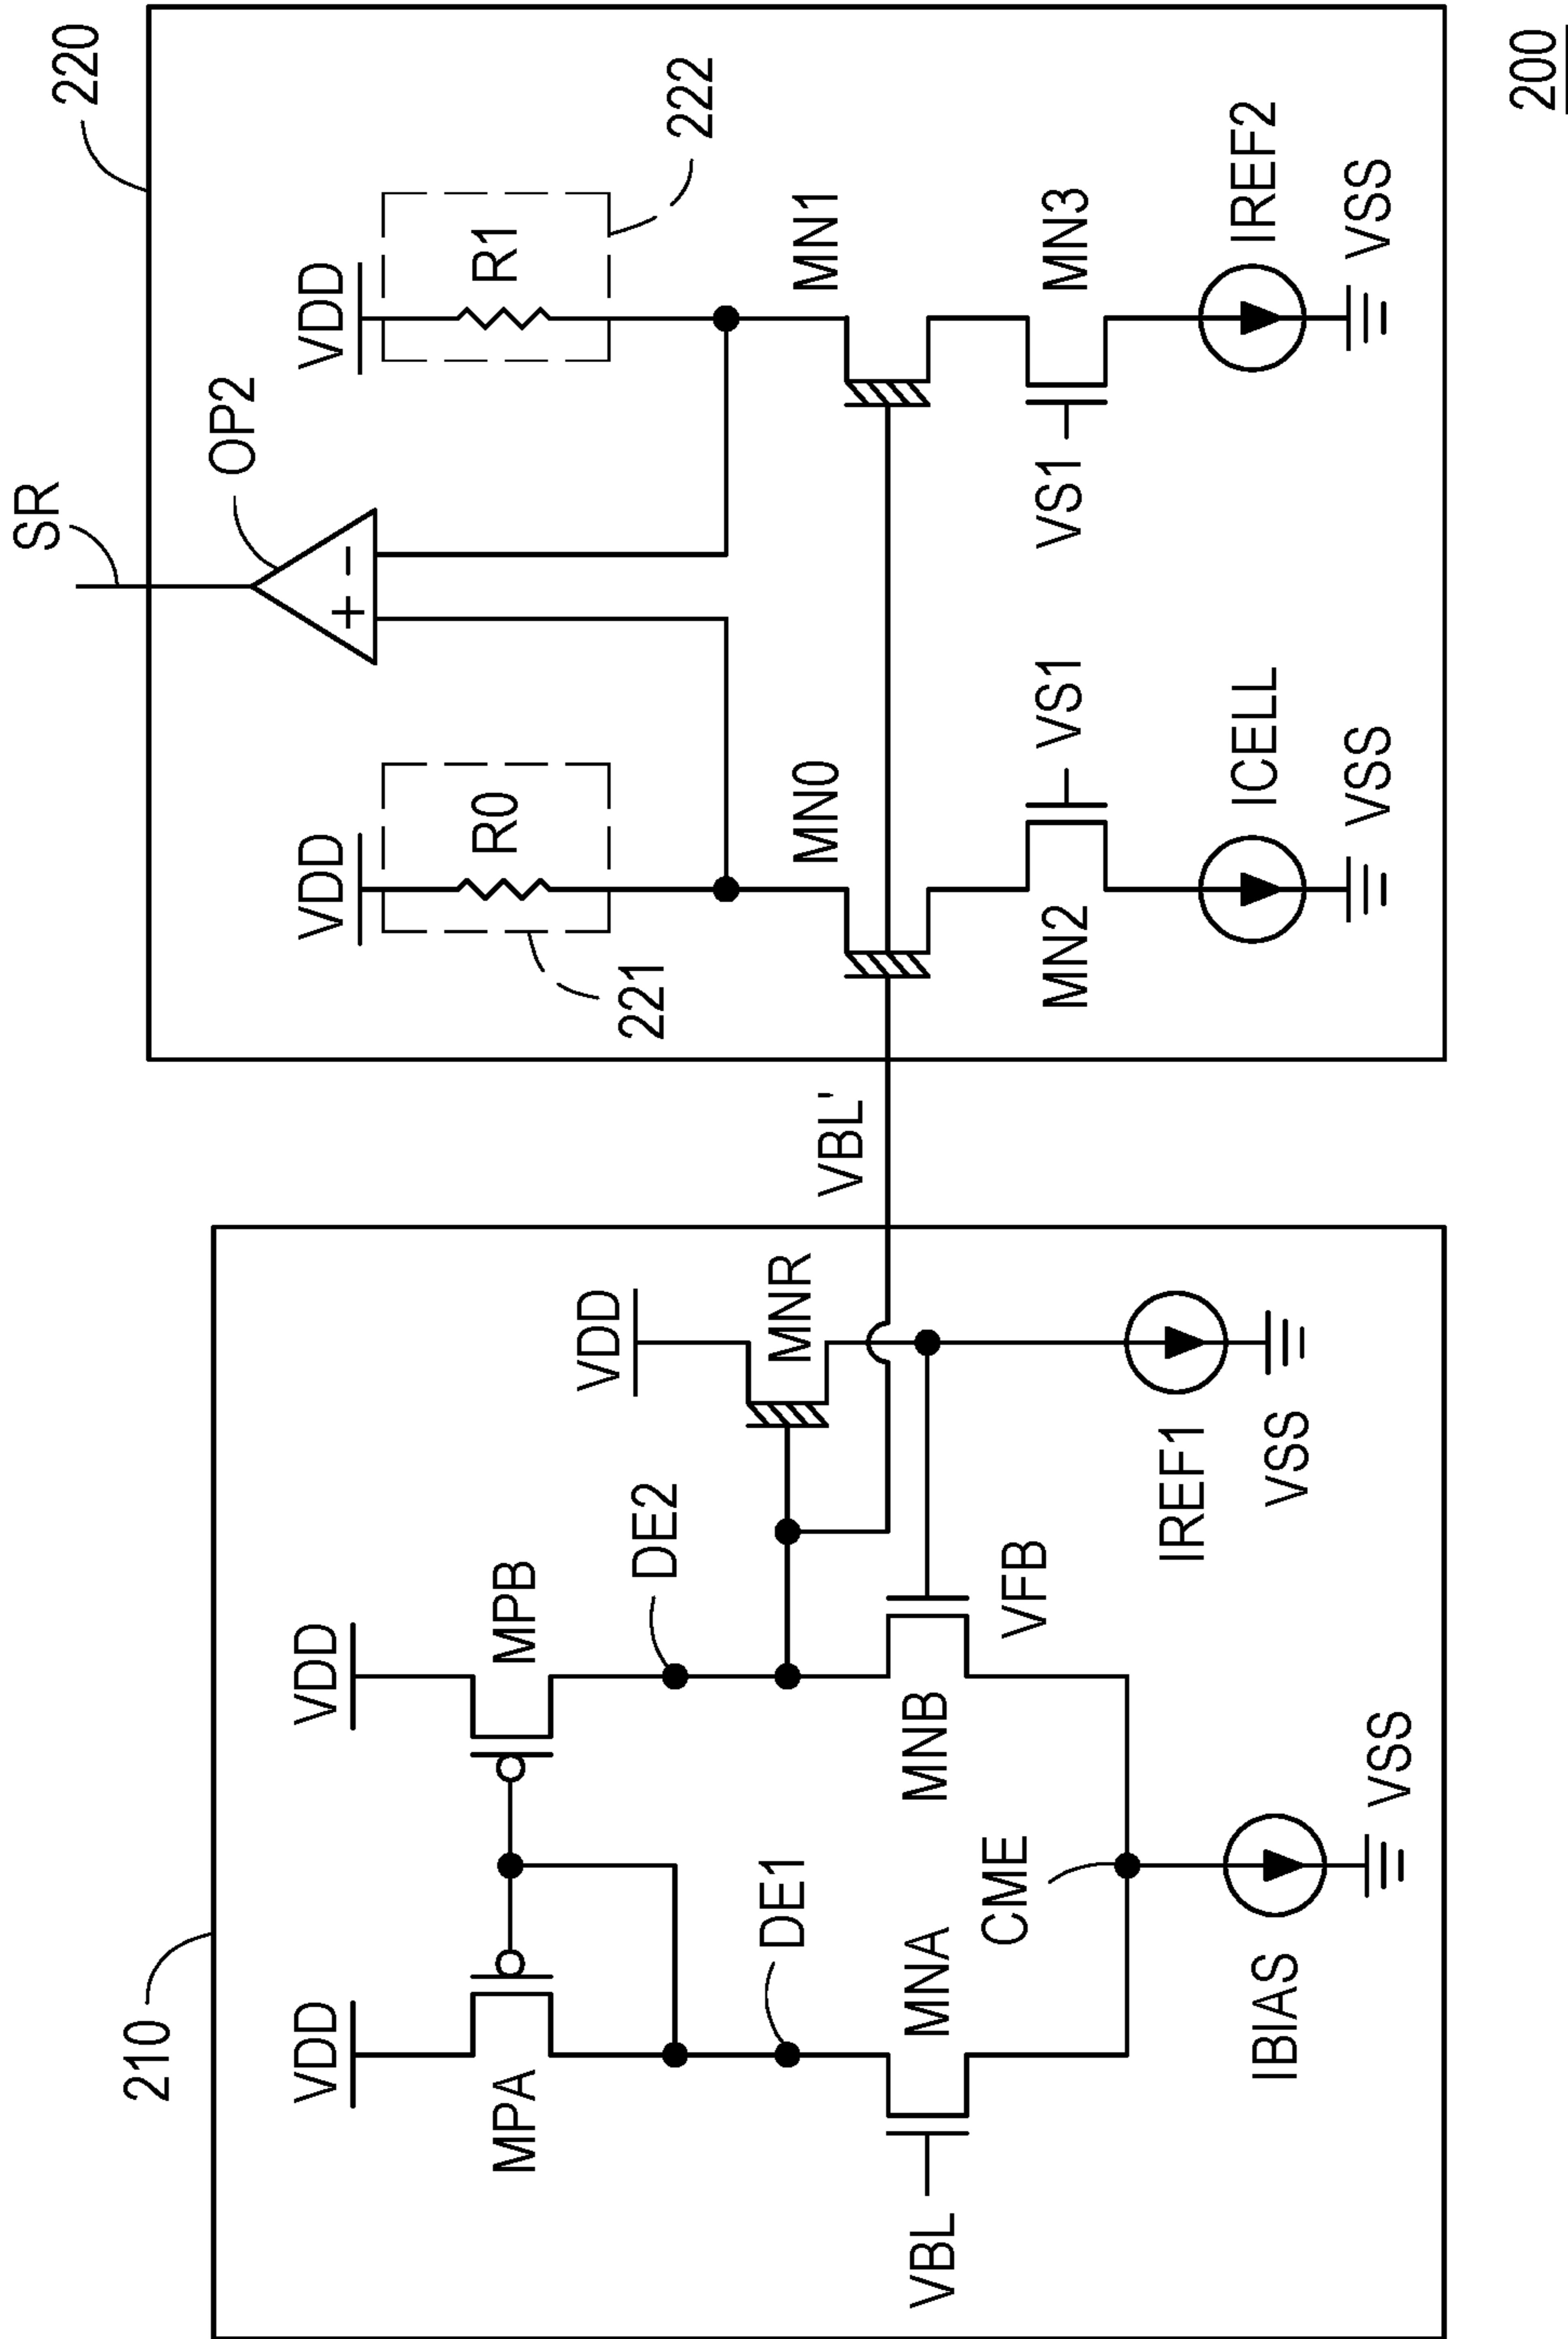 210
VDD
VDD
MPA
MPB
DE2
VDD
MNR
DE1
VBL
MNA
MNB
VFB
CME
IREF1
VSS
IBIAS
VSS
VBL'
SR
220
OP2
VDD
VDD
R0
R1
221
222
+ −
MN0
MN1
MN2
VS1
VS1
MN3
ICELL
IREF2
VSS
VSS
200